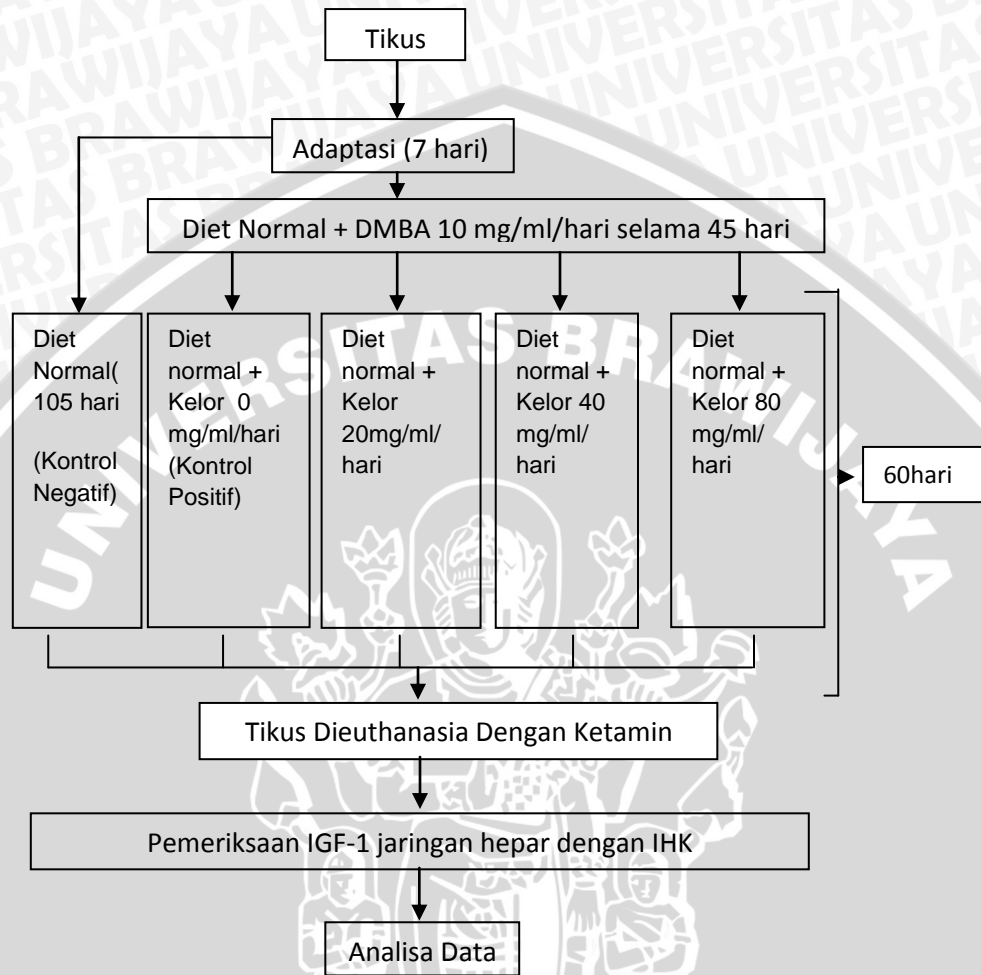 Tikus
Adaptasi (7 hari)
Diet Normal + DMBA 10 mg/ml/hari selama 45 hari
Diet
Normal(
105 hari
(Kontrol
Negatif)
Diet
normal +
Kelor 0
mg/ml/hari
(Kontrol
Positif)
Diet
normal +
Kelor
20mg/ml/
hari
Diet
normal +
Kelor 40
mg/ml/
hari
Diet
normal +
Kelor 80
mg/ml/
hari
60hari
Tikus Dieuthanasia Dengan Ketamin
Pemeriksaan IGF-1 jaringan hepar dengan IHK
Analisa Data
UNIVERSITAS BRAWIJAYA